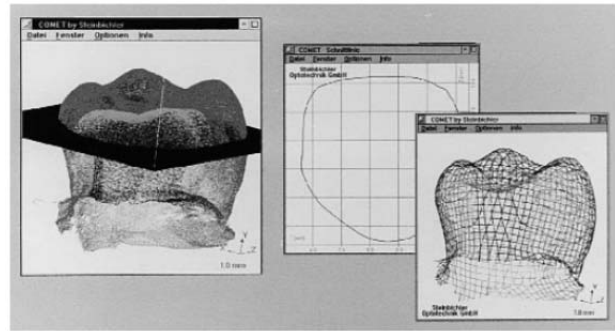 COMET by Steinbichler
Datei Fenster Optionen Info
1.0 mm
COMET Schnittlinie
Datei Fenster Optionen Info
Steinbichler
Optotechnik GmbH
COMET by Steinbichler
Datei Fenster Optionen Info
Steinbichler
Optotechnik GmbH
1.8 mm